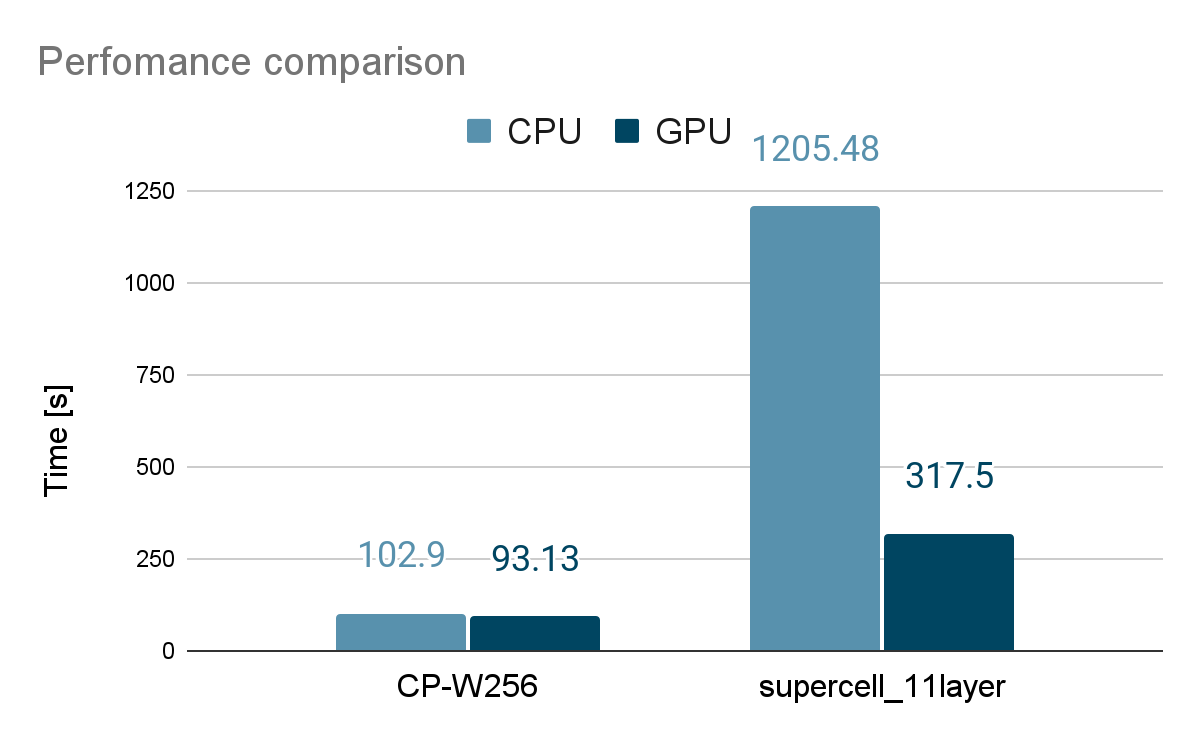 Perfomance comparison
CPU GPU
1205.48
1250
1000
750
500
250
0
Time [s]
317.5
102.9 93.13
CP-W256 supercell_11layer